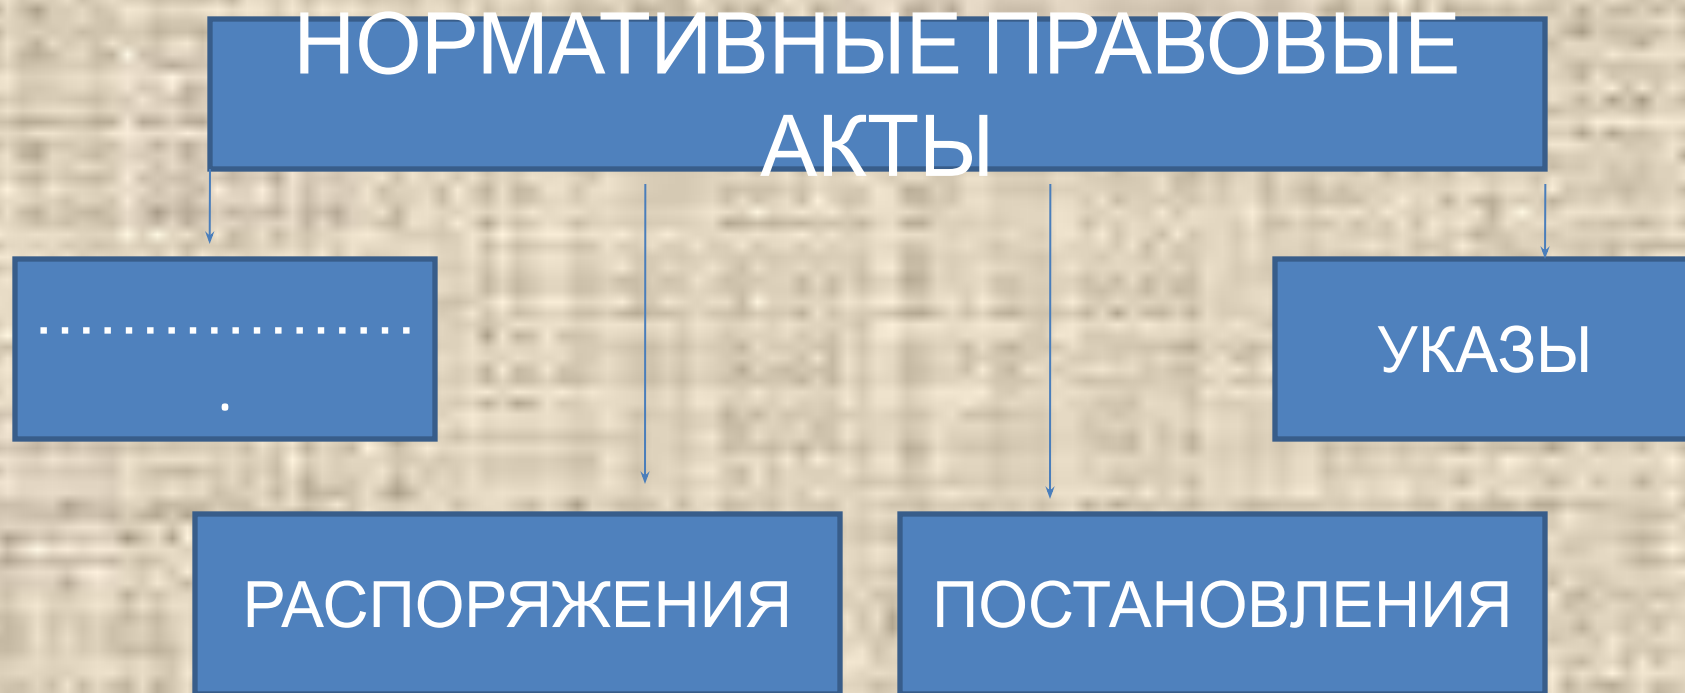 НОРМАТИВНЫЕ ПРАВОВЫЕ
АКТЫ
..................
.
УКАЗЫ
РАСПОРЯЖЕНИЯ
ПОСТАНОВЛЕНИЯ